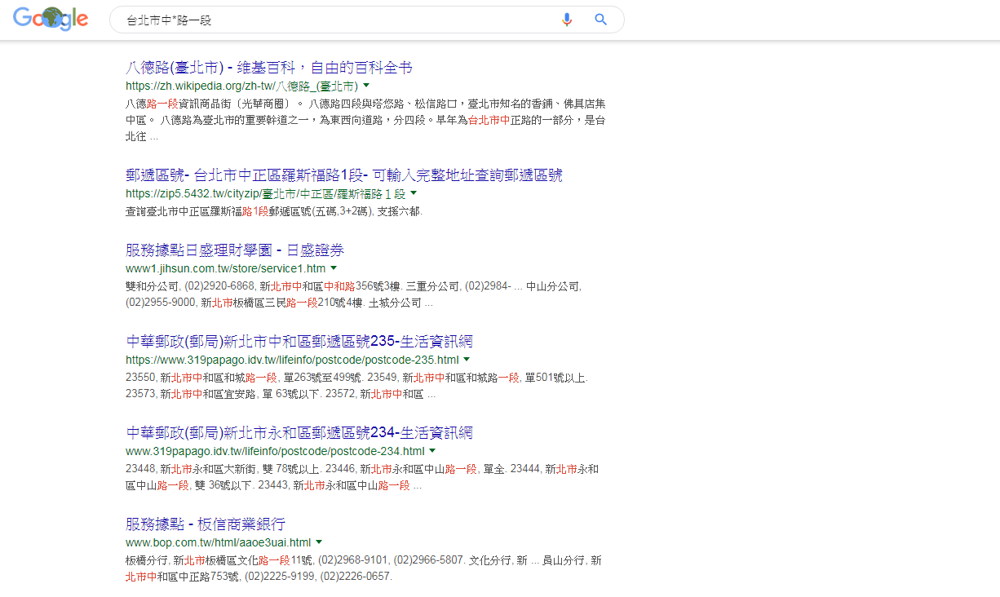 Google
台北市中*路一段
八德路(臺北市) - 维基百科，自由的百科全书
https://zh.wikipedia.org/zh-tw/八德路_(臺北市)
八德路一段資訊商品街（光華商圈）。 八德路四段與塔悠路、松信路口，臺北市知名的香鋪、佛具店集
中區。 八德路為臺北市的重要幹道之一，為東西向道路，分四段。早年為台北市中正路的一部分，是台
北往 ...
郵遞區號- 台北市中正區羅斯福路1段- 可輸入完整地址查詢郵遞區號
https://zip5.5432.tw/cityzip/臺北市/中正區/羅斯福路１段
查詢臺北市中正區羅斯福路1段郵遞區號(五碼,3+2碼), 支援六都.
服務據點日盛理財學園 - 日盛證券
www1.jihsun.com.tw/store/service1.htm
雙和分公司, (02)2920-6868, 新北市中和區中和路356號3樓. 三重分公司, (02)2984- ... 中山分公司,
(02)2955-9000, 新北市板橋區三民路一段210號4樓. 土城分公司 ...
中華郵政(郵局)新北市中和區郵遞區號235-生活資訊網
https://www.319papago.idv.tw/lifeinfo/postcode/postcode-235.html
23550, 新北市中和區和城路一段, 單263號至499號. 23549, 新北市中和區和城路一段, 單501號以上.
23573, 新北市中和區宜安路, 單 63號以下. 23572, 新北市中和區 ...
中華郵政(郵局)新北市永和區郵遞區號234-生活資訊網
www.319papago.idv.tw/lifeinfo/postcode/postcode-234.html
23448, 新北市永和區大新街, 雙 78號以上. 23446, 新北市永和區中山路一段, 單全. 23444, 新北市永和
區中山路一段, 雙 36號以下. 23443, 新北市永和區中山路一段 ...
服務據點 - 板信商業銀行
www.bop.com.tw/html/aaoe3uai.html
板橋分行, 新北市板橋區文化路一段11號, (02)2968-9101, (02)2966-5807. 文化分行, 新 ... 員山分行, 新
北市中和區中正路753號, (02)2225-9199, (02)2226-0657.